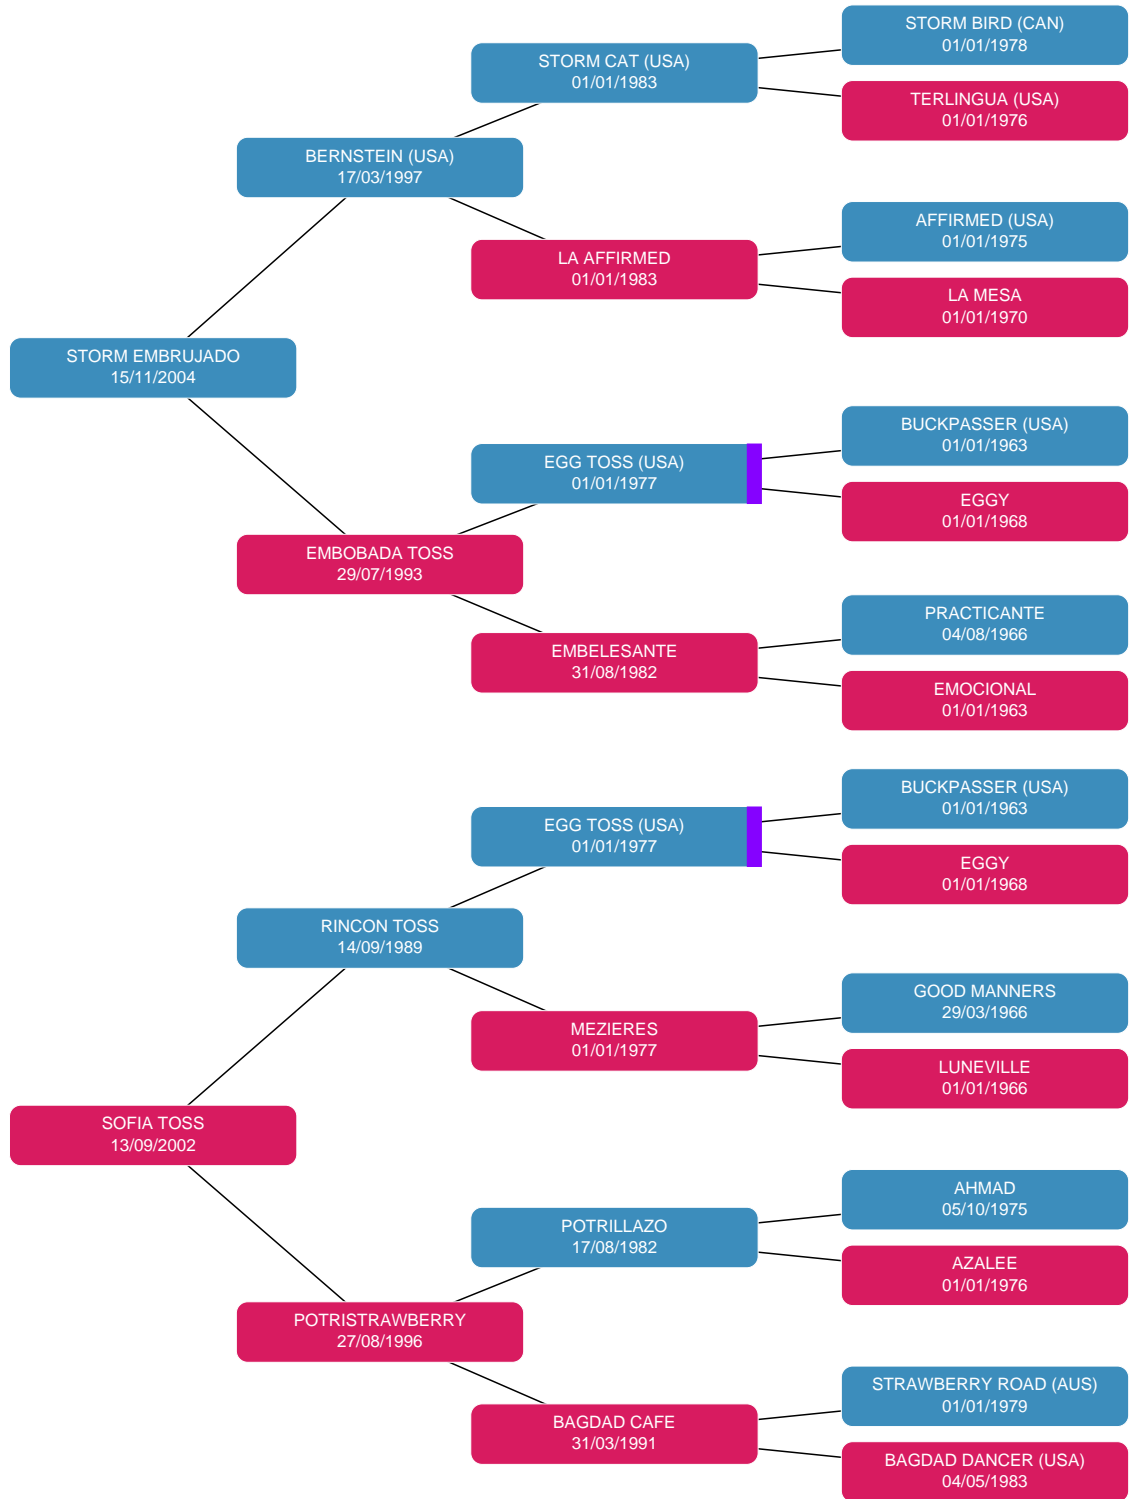 STORM BIRD (CAN)
01/01/1978
STORM CAT (USA)
01/01/1983
TERLINGUA (USA)
01/01/1976
BERNSTEIN (USA)
17/03/1997
AFFIRMED (USA)
01/01/1975
LA AFFIRMED
01/01/1983
LA MESA
01/01/1970
STORM EMBRUJADO
15/11/2004
BUCKPASSER (USA)
01/01/1963
EGG TOSS (USA)
01/01/1977
EGGY
01/01/1968
EMBOBADA TOSS
29/07/1993
PRACTICANTE
04/08/1966
EMBELESANTE
31/08/1982
EMOCIONAL
01/01/1963
BUCKPASSER (USA)
01/01/1963
EGG TOSS (USA)
01/01/1977
EGGY
01/01/1968
RINCON TOSS
14/09/1989
GOOD MANNERS
29/03/1966
MEZIERES
01/01/1977
LUNEVILLE
01/01/1966
SOFIA TOSS
13/09/2002
AHMAD
05/10/1975
POTRILLAZO
17/08/1982
AZALEE
01/01/1976
POTRISTRAWBERRY
27/08/1996
STRAWBERRY ROAD (AUS)
01/01/1979
BAGDAD CAFE
31/03/1991
BAGDAD DANCER (USA)
04/05/1983